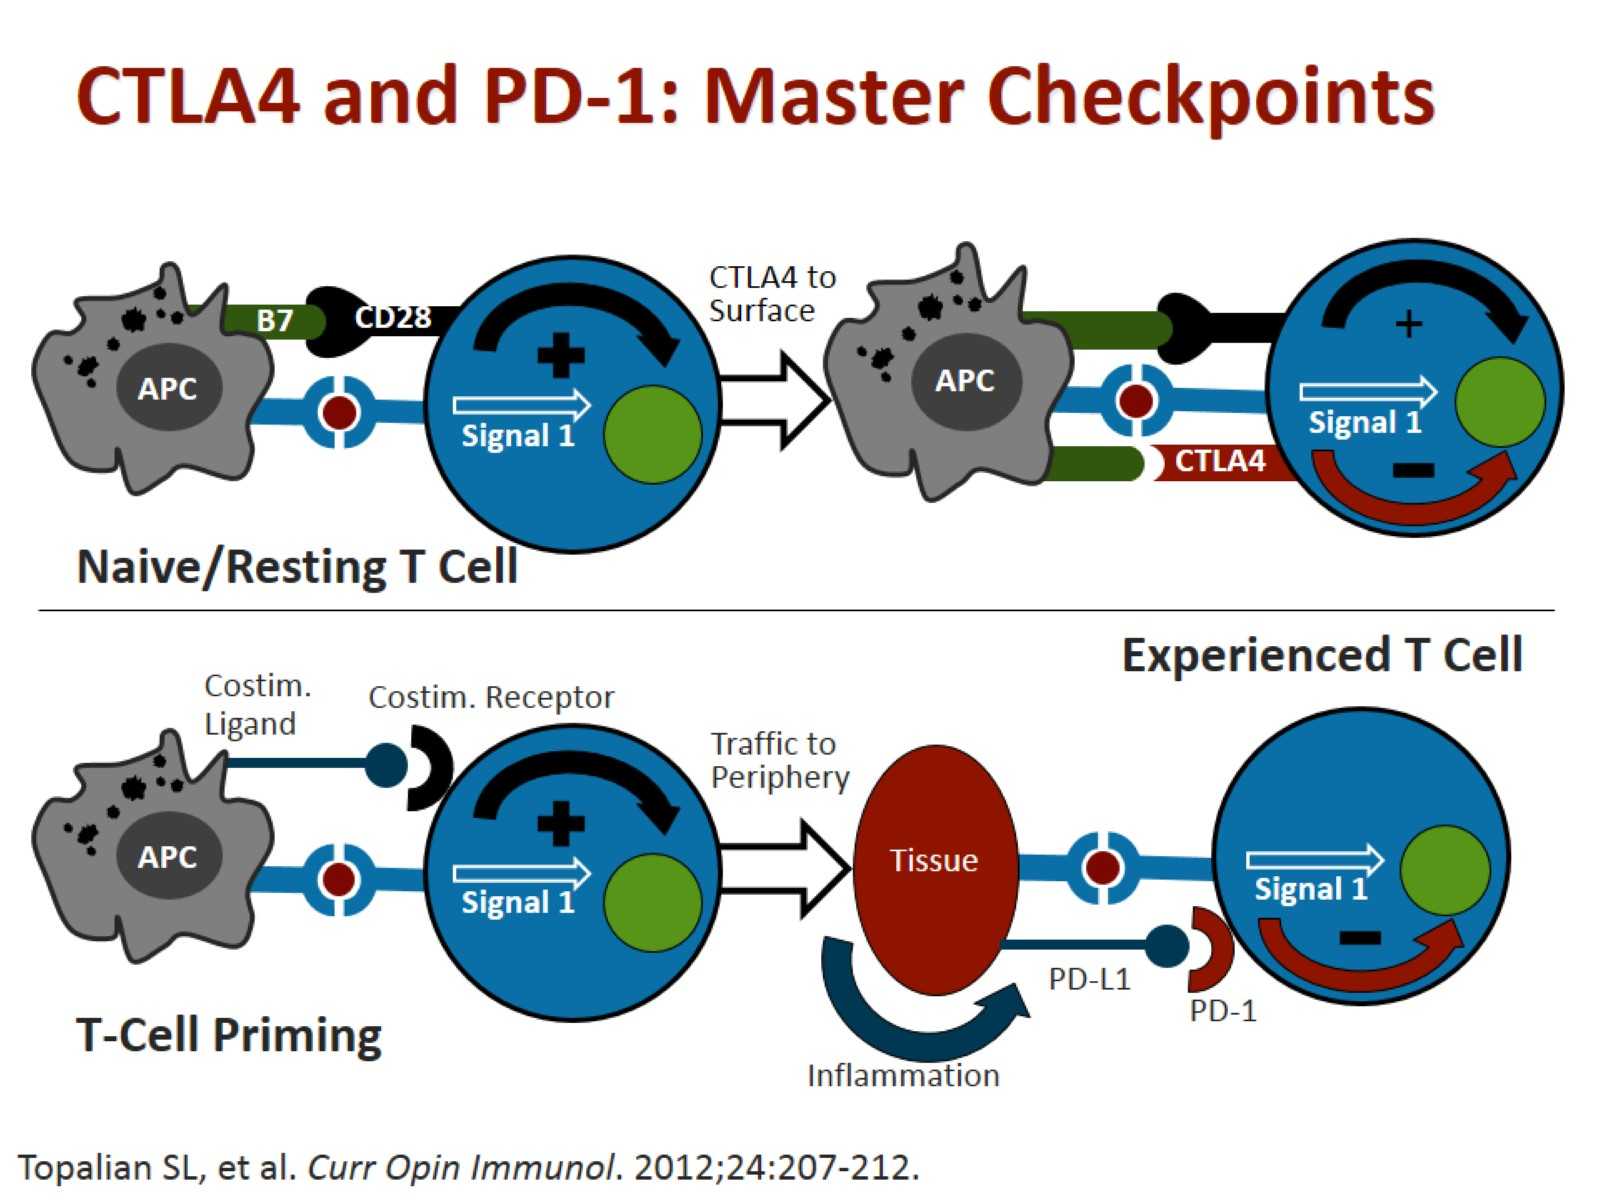 CTLA4 and PD-1: Master Checkpoints
B7
CD28
APC
Signal 1
CTLA4 to
Surface
APC
Signal 1
CTLA4
Naive/Resting T Cell
Experienced T Cell
Costim.
Ligand
Costim. Receptor
APC
Signal 1
Traffic to
Periphery
Tissue
Signal 1
PD-L1
PD-1
Inflammation
T-Cell Priming
Topalian SL, et al. Curr Opin Immunol. 2012;24:207-212.